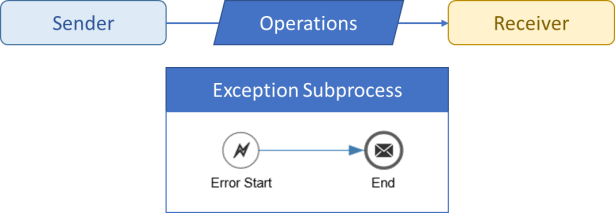 Sender
Operations
Receiver
Exception Subprocess
Error Start
End